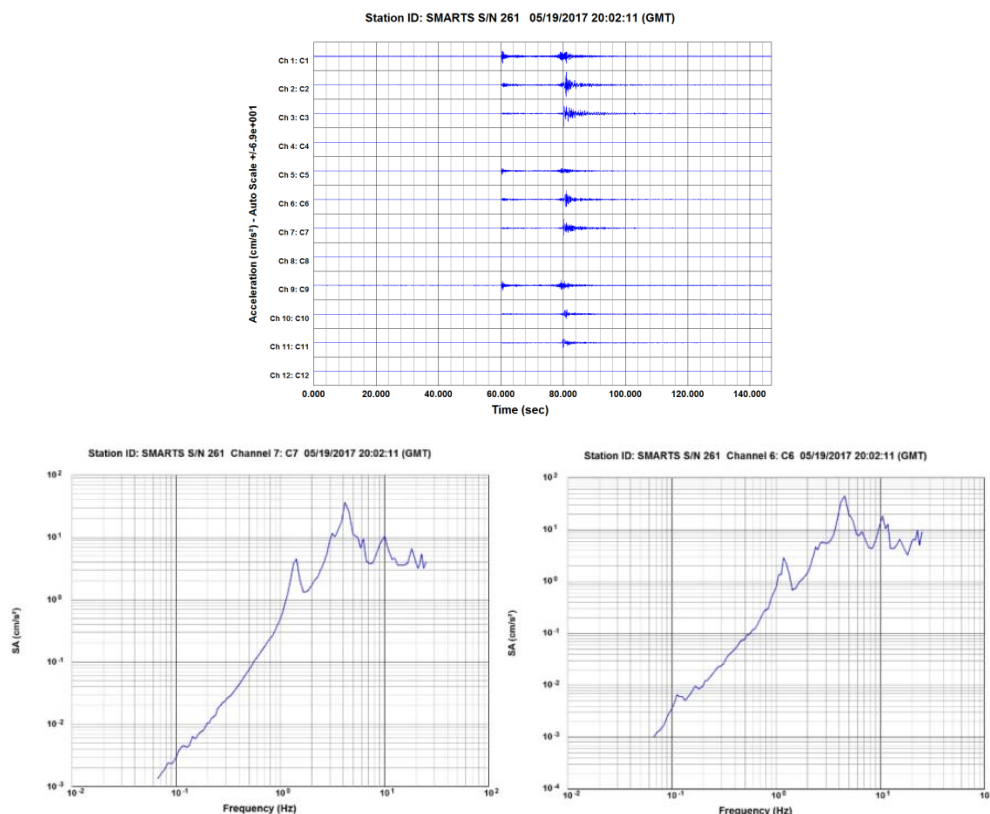 Station ID: SMARTS S/N 261 05/19/2017 20:02:11 (GMT)
Acceleration (cm/s²) - Auto Scale +/-6.9e+001
Ch 1: C1
Ch 2: C2
Ch 3: C3
Ch 4: C4
Ch 5: C5
Ch 6: C6
Ch 7: C7
Ch 8: C8
Ch 9: C9
Ch 10: C10
Ch 11: C11
Ch 12: C12
0.000 20.000 40.000 60.000 80.000 100.000 120.000 140.000
Time (sec)
Station ID: SMARTS S/N 261 Channel 7: C7 05/19/2017 20:02:11 (GMT)
SA (cm/s²)
10²
10¹
10⁰
10⁻¹
10⁻²
10⁻³
10⁻² 10⁻¹ 10⁰ 10¹ 10²
Frequency (Hz)
Station ID: SMARTS S/N 261 Channel 6: C6 05/19/2017 20:02:11 (GMT)
SA (cm/s²)
10²
10¹
10⁰
10⁻¹
10⁻²
10⁻³
10⁻⁴
10⁻² 10⁻¹ 10⁰ 10¹ 10
Frequency (Hz)